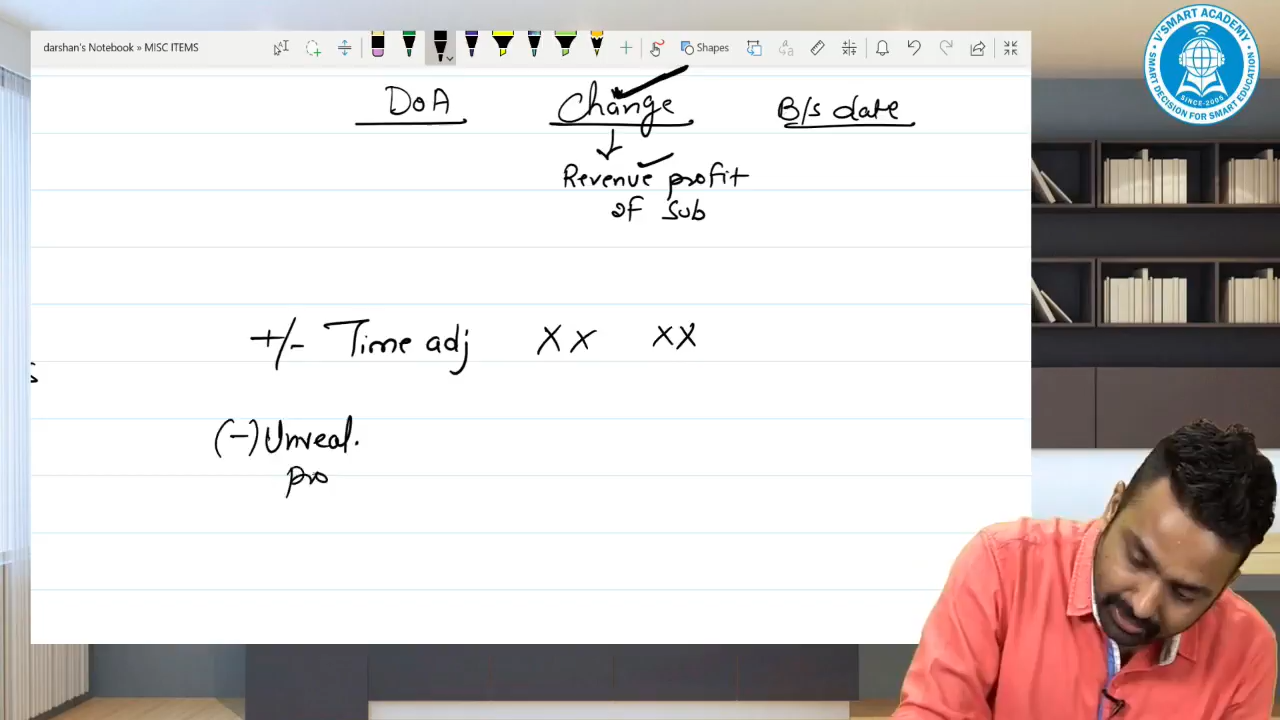 darshan's Notebook » MISC ITEMS
Shapes
V'SMART ACADEMY
SINCE-2005
SMART DECISION FOR SMART EDUCATION
DOA Change B/s date
Revenue profit
of Sub
+/- Time adj XX XX
(-) Unreal.
pro